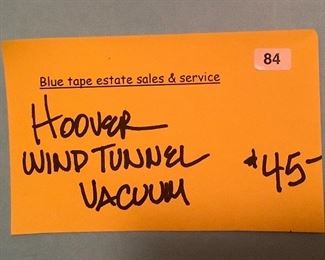 84
Blue tape estate sales & service
HOOVER
WIND TUNNEL $45-
VACUUM